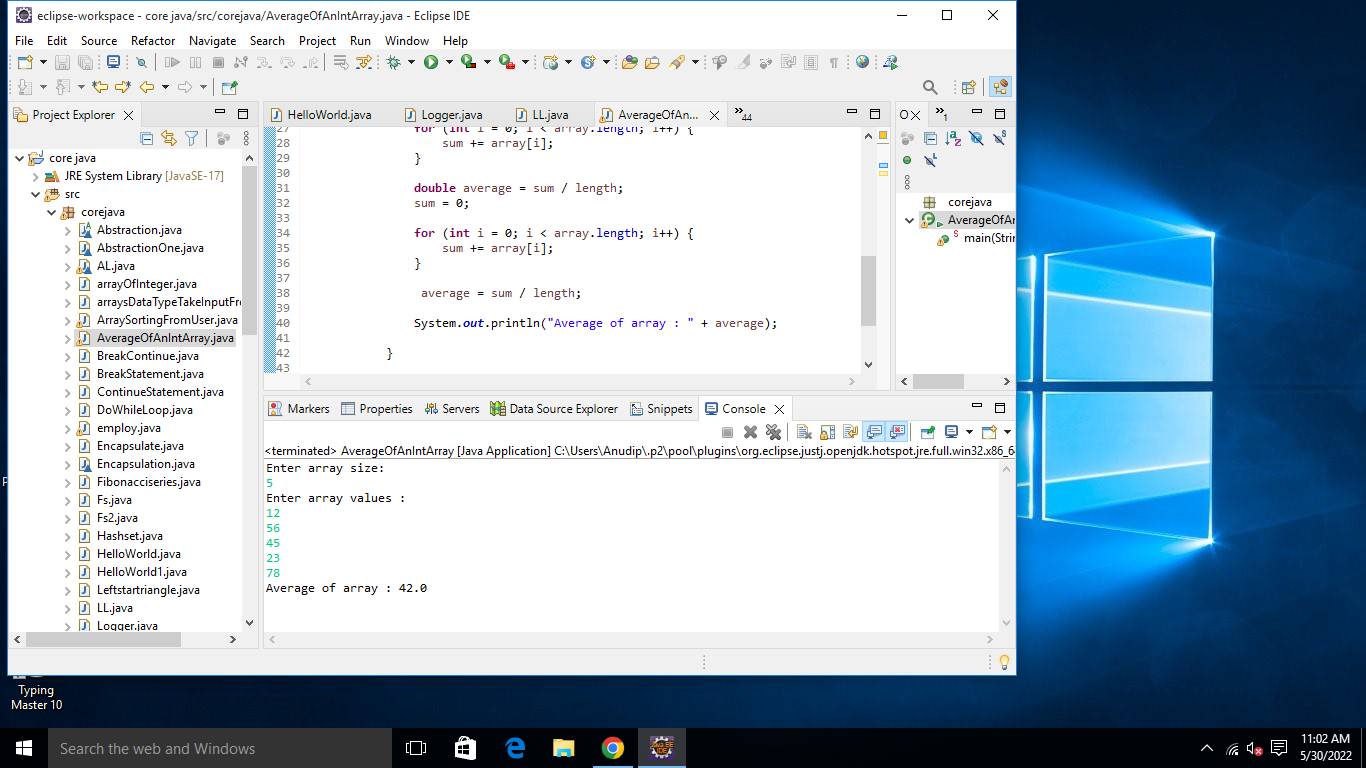 eclipse-workspace - core java/src/corejava/AverageOfAnIntArray.java - Eclipse IDE
File Edit Source Refactor Navigate Search Project Run Window Help
Project Explorer
core java
JRE System Library [JavaSE-17]
src
corejava
Abstraction.java
AbstractionOne.java
AL.java
arrayOfInteger.java
arraysDataTypeTakeInputFr
ArraySortingFromUser.java
AverageOfAnIntArray.java
BreakContinue.java
BreakStatement.java
ContinueStatement.java
DoWhileLoop.java
employ.java
Encapsulate.java
Encapsulation.java
Fibonacciseries.java
Fs.java
Fs2.java
Hashset.java
HelloWorld.java
HelloWorld1.java
Leftstartriangle.java
LL.java
Logger.java
HelloWorld.java Logger.java LL.java AverageOfAn... 44
27 for (int i = 0; i < array.length; i++) {
28 sum += array[i];
29 }
30
31 double average = sum / length;
32 sum = 0;
33
34 for (int i = 0; i < array.length; i++) {
35 sum += array[i];
36 }
37
38 average = sum / length;
39
40 System.out.println("Average of array : " + average);
41
42 }
43
O 1
corejava
AverageOfAr
main(Strin
Markers Properties Servers Data Source Explorer Snippets Console
<terminated> AverageOfAnIntArray [Java Application] C:\Users\Anudip\.p2\pool\plugins\org.eclipse.justj.openjdk.hotspot.jre.full.win32.x86_6
Enter array size:
5
Enter array values :
12
56
45
23
78
Average of array : 42.0
Typing
Master 10
Search the web and Windows
11:02 AM
5/30/2022